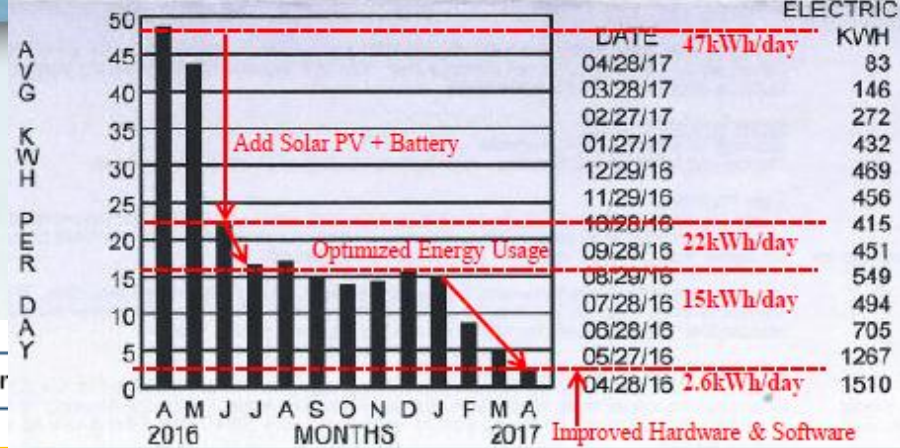 ELECTRIC
50
DATE
47kWh/day
KWH
45
04/28/17
83
AVG KWH PER DAY
03/28/17
146
40
02/27/17
272
35
Add Solar PV + Battery
01/27/17
432
30
12/29/16
469
25
11/29/16
456
10/28/16
415
20
22kWh/day
Optimized Energy Usage
09/28/16
451
15
08/29/16
549
07/28/16
15kWh/day
494
10
06/28/16
705
5
05/27/16
1267
0
04/28/16
2.6kWh/day
1510
A M J J A S O N D J F M A
2016 MONTHS 2017
Improved Hardware & Software